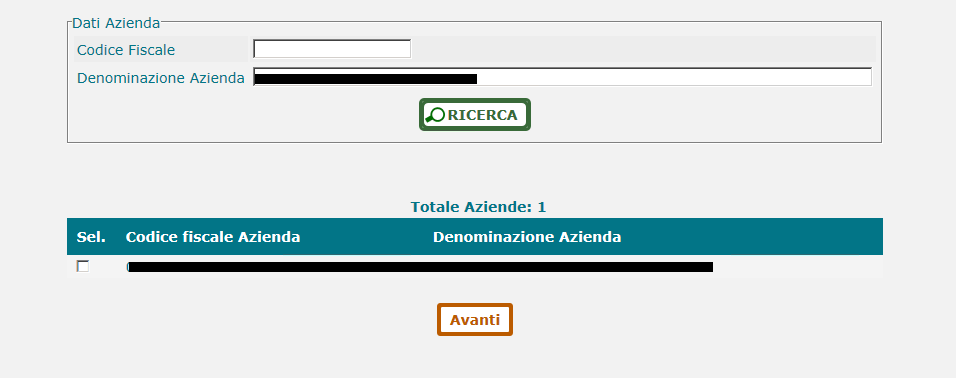 Dati Azienda
Codice Fiscale
Denominazione Azienda
RICERCA
Totale Aziende: 1
Sel. Codice fiscale Azienda Denominazione Azienda
Avanti